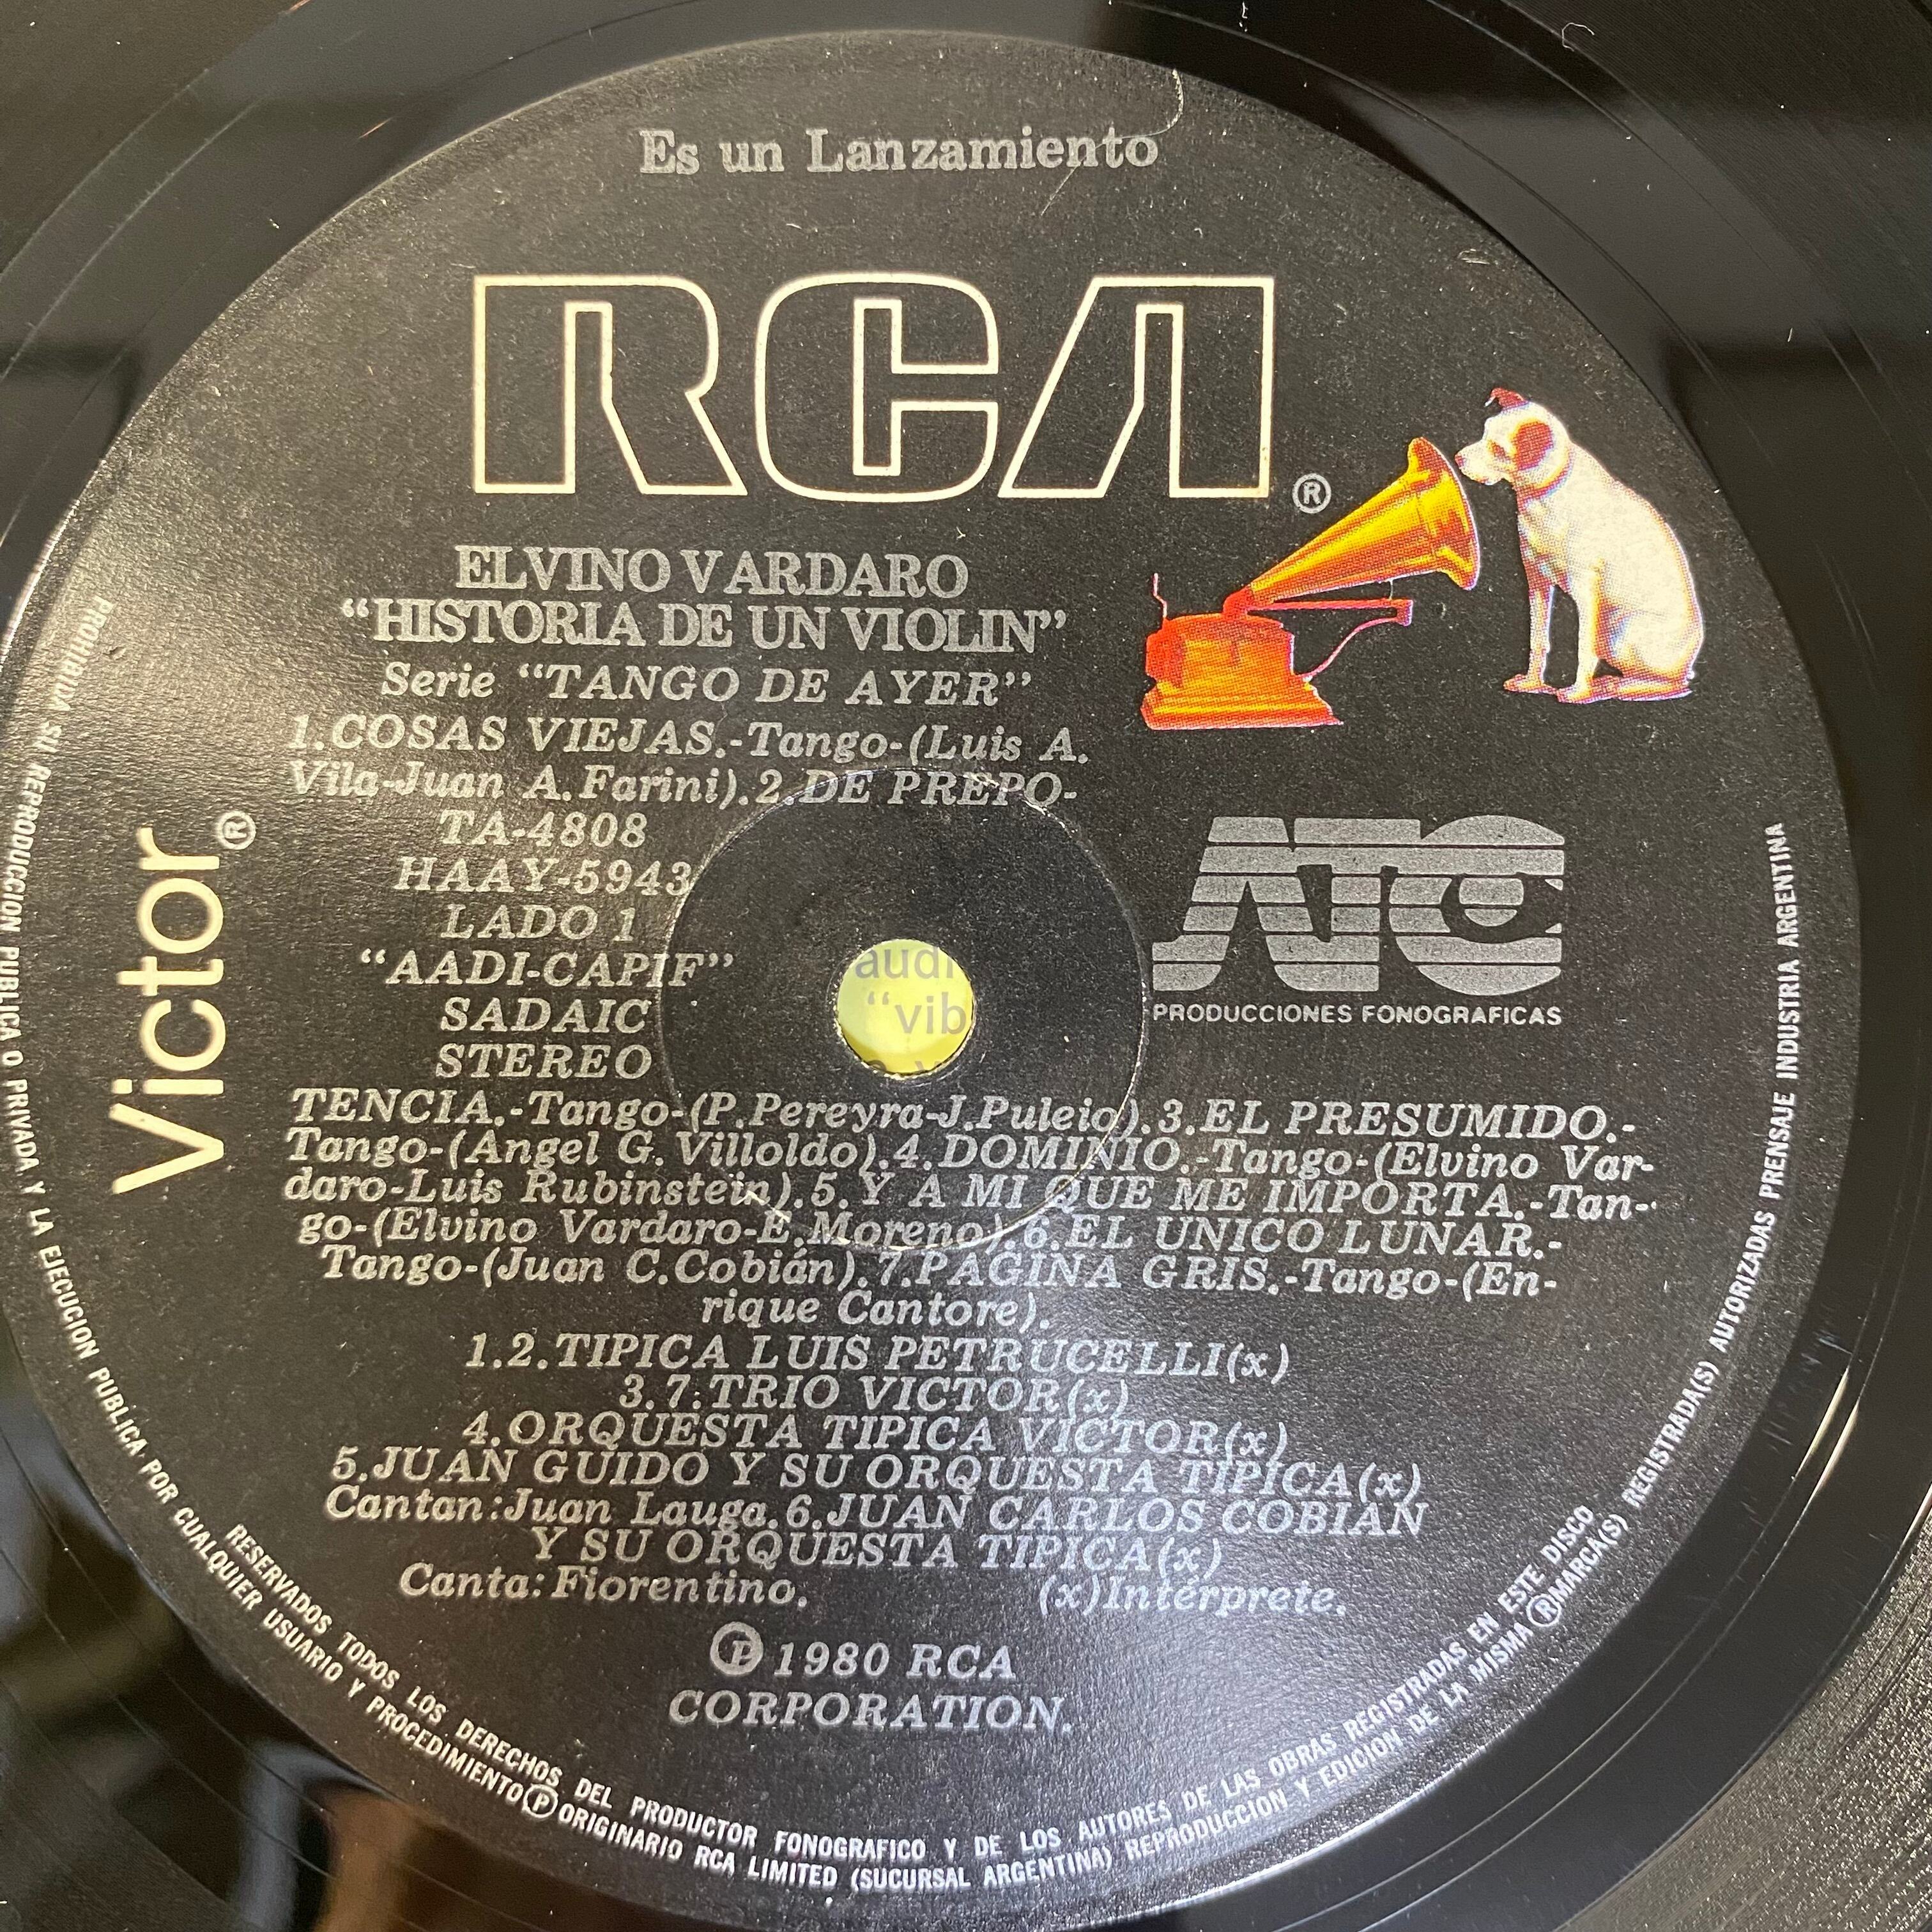 Es un Lanzamiento
RCA®
ELVINO VARDARO
“HISTORIA DE UN VIOLIN”
Serie “TANGO DE AYER”
1.COSAS VIEJAS.-Tango-(Luis A.
Vila-Juan A.Farini).2.DE PREPO-
TA-4808
HAAY-5943
LADO 1
“AADI-CAPIF”
SADAIC
STEREO
Victor®
ATC
PRODUCCIONES FONOGRAFICAS
audi
“vib
TENCIA.-Tango-(P.Pereyra-J.Puleio).3.EL PRESUMIDO.-
Tango-(Angel G. Villoldo).4.DOMINIO.-Tango-(Elvino Var-
daro-Luis Rubinstein).5.Y A MI QUE ME IMPORTA.-Tan-
go-(Elvino Vardaro-E.Moreno).6.EL UNICO LUNAR.-
Tango-(Juan C.Cobián).7.PAGINA GRIS.-Tango-(En-
rique Cantore).
1.2.TIPICA LUIS PETRUCELLI(x)
3.7.TRIO VICTOR(x)
4.ORQUESTA TIPICA VICTOR(x)
5.JUAN GUIDO Y SU ORQUESTA TIPICA(x)
Cantan:Juan Lauga.6.JUAN CARLOS COBIAN
Y SU ORQUESTA TIPICA(x)
Canta:Fiorentino. (x)Intérprete.
℗ 1980 RCA
CORPORATION.
PROHIBIDA SU REPRODUCCION PUBLICA O PRIVADA Y LA EJECUCION PUBLICA POR CUALQUIER USUARIO Y PROCEDIMIENTO ℗ ORIGINARIO RCA LIMITED (SUCURSAL ARGENTINA) REPRODUCCION Y EDICION DE LA MISMA ® MARCA(S) REGISTRADA(S) AUTORIZADAS PRENSAJE INDUSTRIA ARGENTINA
RESERVADOS TODOS LOS DERECHOS DEL PRODUCTOR FONOGRAFICO Y DE LOS AUTORES DE LAS OBRAS REGISTRADAS EN ESTE DISCO